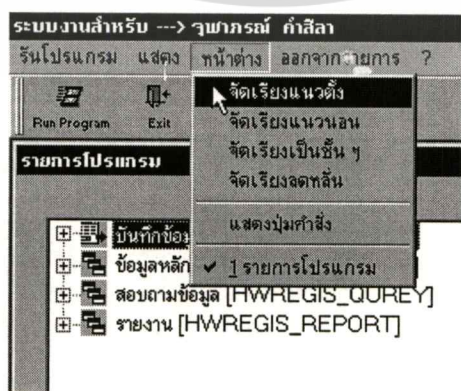 ระบบงานสำหรับ ---> จุฬาภรณ์ กำสีลา
รันโปรแกรม แสดง หน้าต่าง ออกจากรายการ ?
Run Program Exit
จัดเรียงแนวตั้ง
จัดเรียงแนวนอน
จัดเรียงเป็นชั้น ๆ
จัดเรียงลดหลั่น
แสดงปุ่มคำสั่ง
✓ 1 รายการโปรแกรม
รายการโปรแกรม
บันทึกข้อมู
ข้อมูลหลัก
สอบถามข้อมูล [HWREGIS_QUREY]
รายงาน [HWREGIS_REPORT]